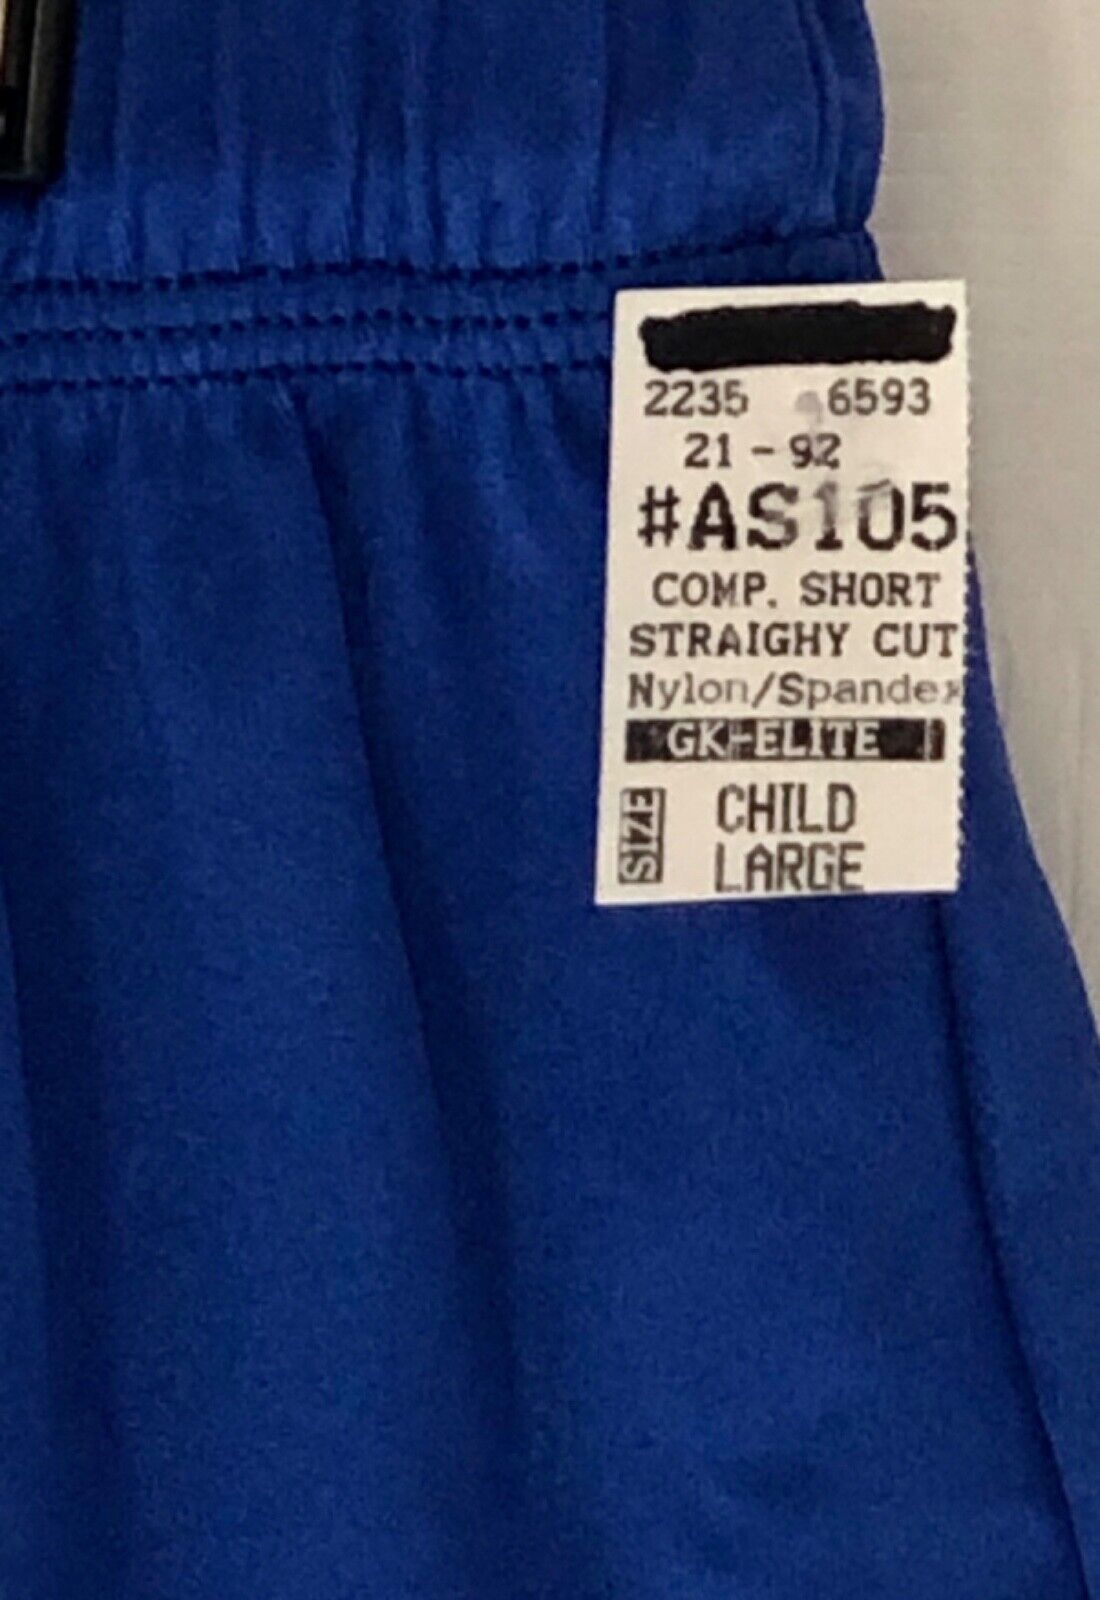 2235 6593
21 - 92
#AS105
COMP. SHORT
STRAIGHY CUT
Nylon/Spandex
GK-ELITE
SIZE
CHILD
LARGE